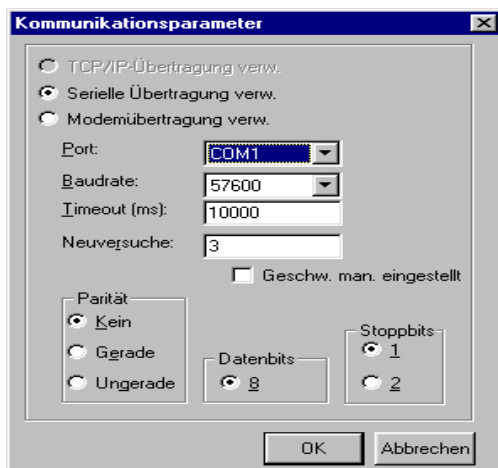 Kommunikationsparameter
TCP/IP-Übertragung verw.
Serielle Übertragung verw.
Modemübertragung verw.
Port: COM1
Baudrate: 57600
Timeout (ms): 10000
Neuversuche: 3
Geschw. man. eingestellt
Parität
Kein
Gerade
Ungerade
Datenbits
8
Stoppbits
1
2
OK Abbrechen